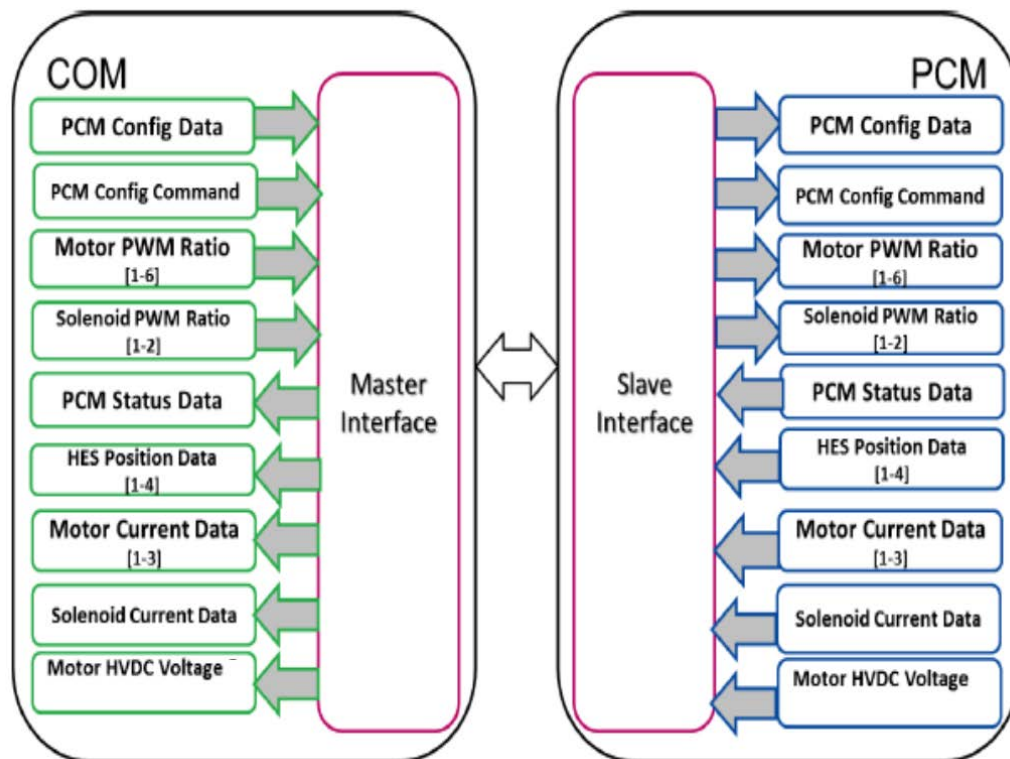 COM
PCM Config Data
PCM Config Command
Motor PWM Ratio
[1-6]
Solenoid PWM Ratio
[1-2]
PCM Status Data
HES Position Data
[1-4]
Motor Current Data
[1-3]
Solenoid Current Data
Motor HVDC Voltage
Master
Interface
PCM
Slave
Interface
PCM Config Data
PCM Config Command
Motor PWM Ratio
[1-6]
Solenoid PWM Ratio
[1-2]
PCM Status Data
HES Position Data
[1-4]
Motor Current Data
[1-3]
Solenoid Current Data
Motor HVDC Voltage